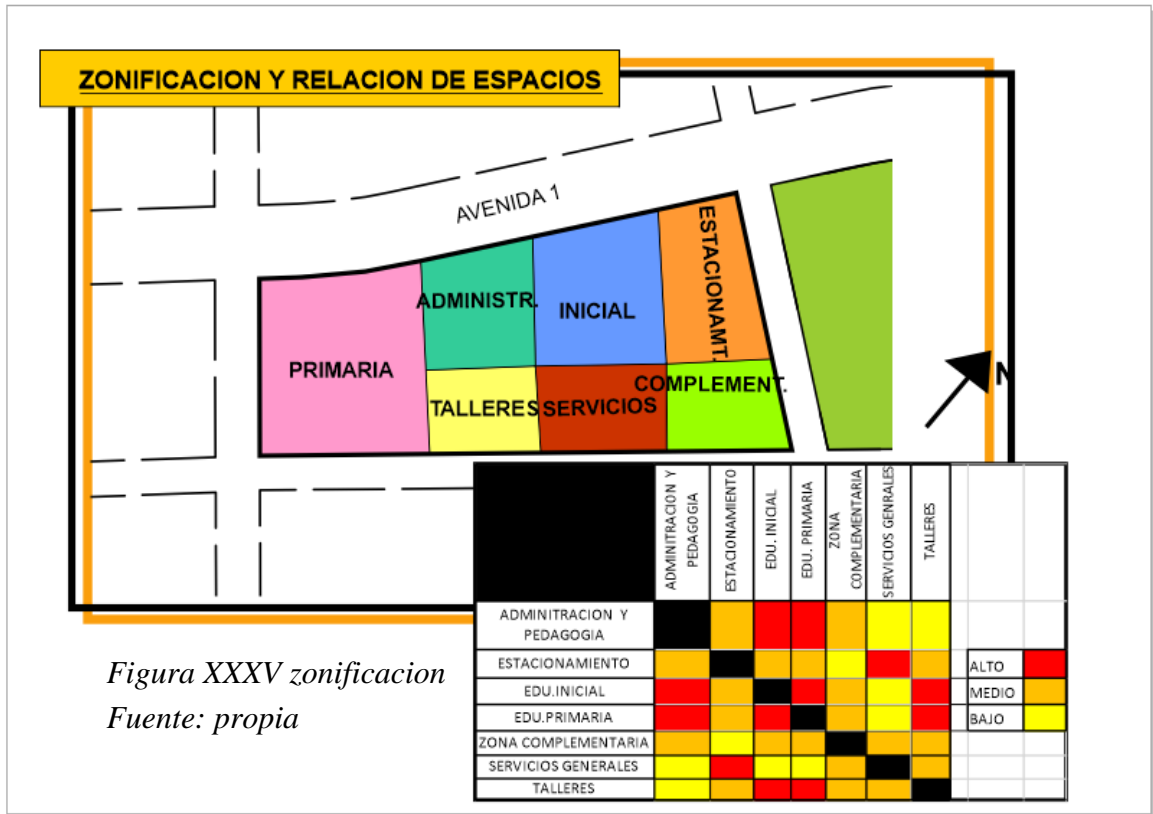 ZONIFICACION Y RELACION DE ESPACIOS
AVENIDA 1
ESTACIONAMT.
ADMINISTR.
INICIAL
PRIMARIA
COMPLEMENT.
TALLERES
SERVICIOS
N
ADMINITRACION Y
PEDAGOGIA
ESTACIONAMIENTO
EDU. INICIAL
EDU. PRIMARIA
ZONA
COMPLEMENTARIA
SERVICIOS GENRALES
TALLERES
ADMINITRACION Y
PEDAGOGIA
ESTACIONAMIENTO
EDU.INICIAL
EDU.PRIMARIA
ZONA COMPLEMENTARIA
SERVICIOS GENERALES
TALLERES
ALTO
MEDIO
BAJO
Figura XXXV zonificacion
Fuente: propia